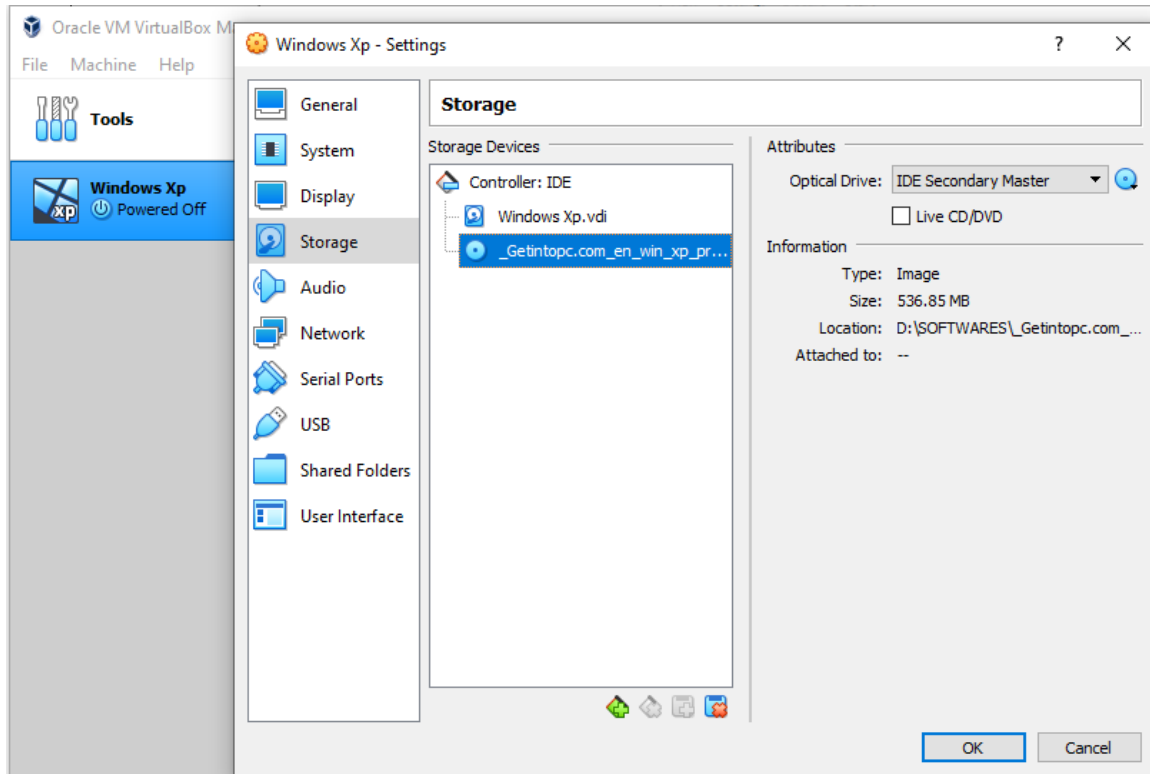 Oracle VM VirtualBox M
Windows Xp - Settings
? ×
File Machine Help
Tools
Windows Xp
xp
Powered Off
General
System
Display
Storage
Audio
Network
Serial Ports
USB
Shared Folders
User Interface
Storage
Storage Devices
Controller: IDE
Windows Xp.vdi
_Getintopc.com_en_win_xp_pr...
Attributes
Optical Drive: IDE Secondary Master
Live CD/DVD
Information
Type: Image
Size: 536.85 MB
Location: D:\SOFTWARES\_Getintopc.com_...
Attached to: --
OK Cancel